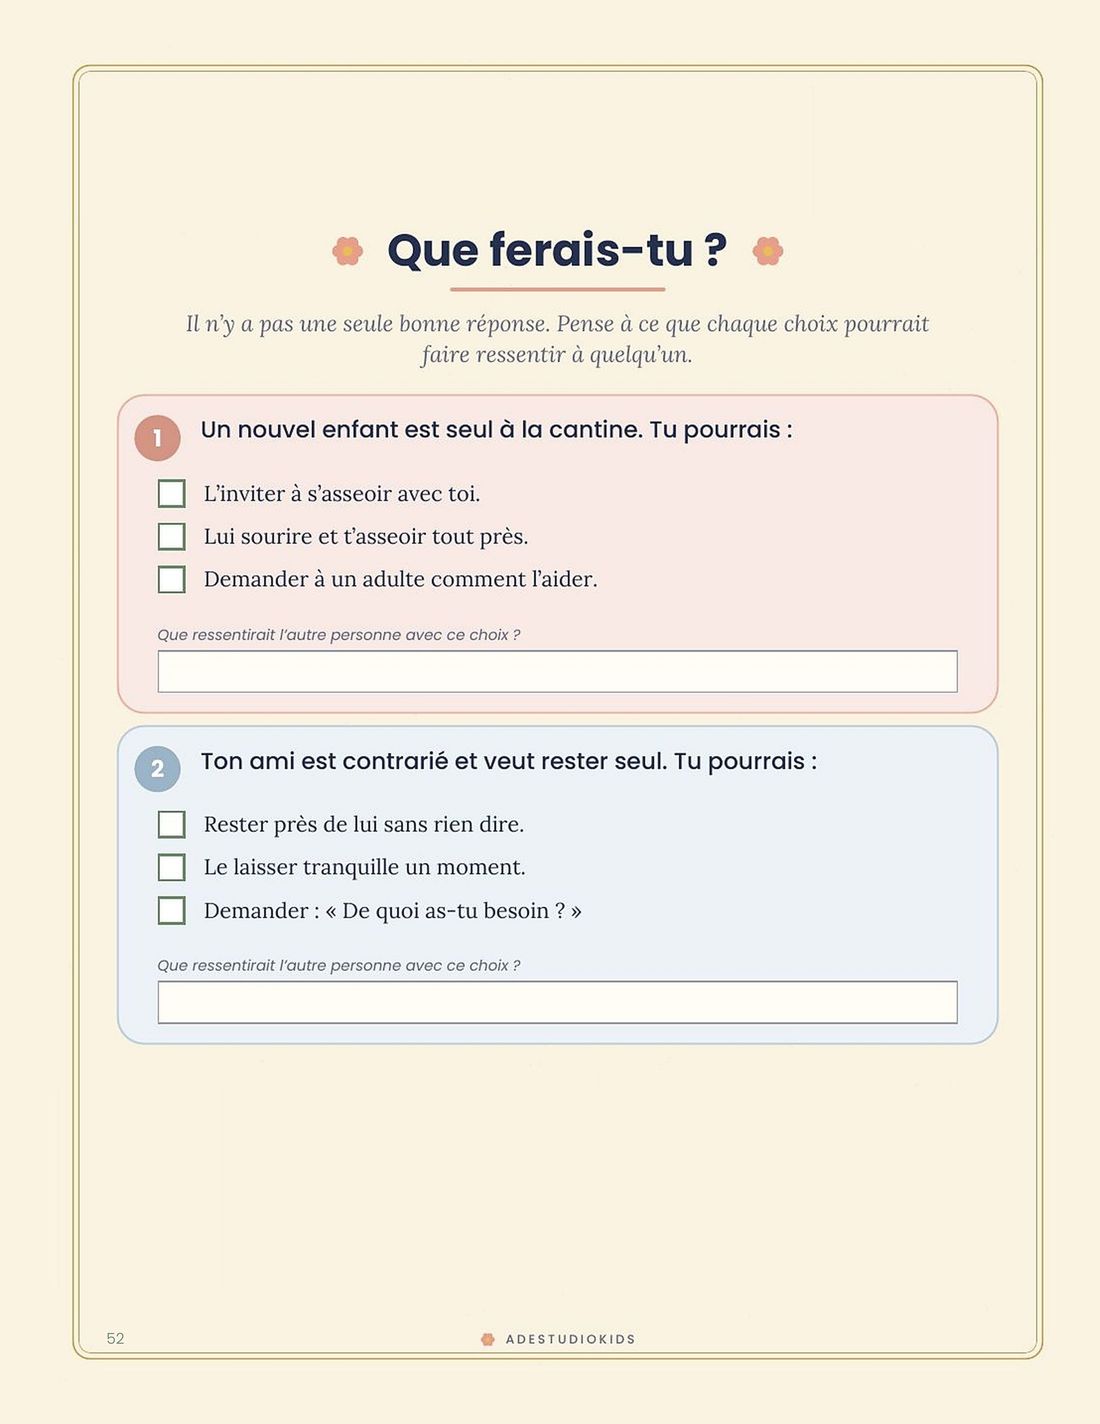 Que ferais-tu ?
Il n’y a pas une seule bonne réponse. Pense à ce que chaque choix pourrait
faire ressentir à quelqu’un.
1
Un nouvel enfant est seul à la cantine. Tu pourrais :
L’inviter à s’asseoir avec toi.
Lui sourire et t’asseoir tout près.
Demander à un adulte comment l’aider.
Que ressentirait l’autre personne avec ce choix ?
2
Ton ami est contrarié et veut rester seul. Tu pourrais :
Rester près de lui sans rien dire.
Le laisser tranquille un moment.
Demander : « De quoi as-tu besoin ? »
Que ressentirait l’autre personne avec ce choix ?
52
ADESTUDIOKIDS